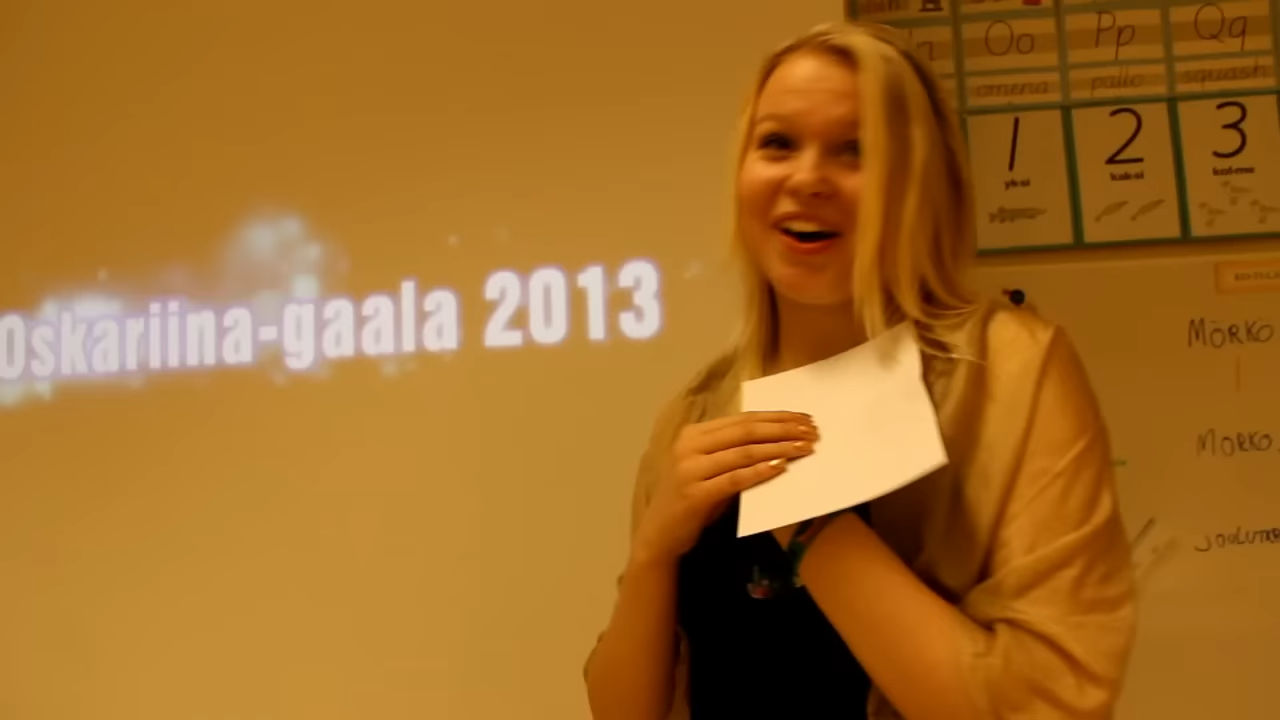 Oskariina-gaala 2013
Oo Pp Qq
omena pallo squash
1 2 3
yksi kaksi kolme
MÖRKÖ
MÖRKÖ